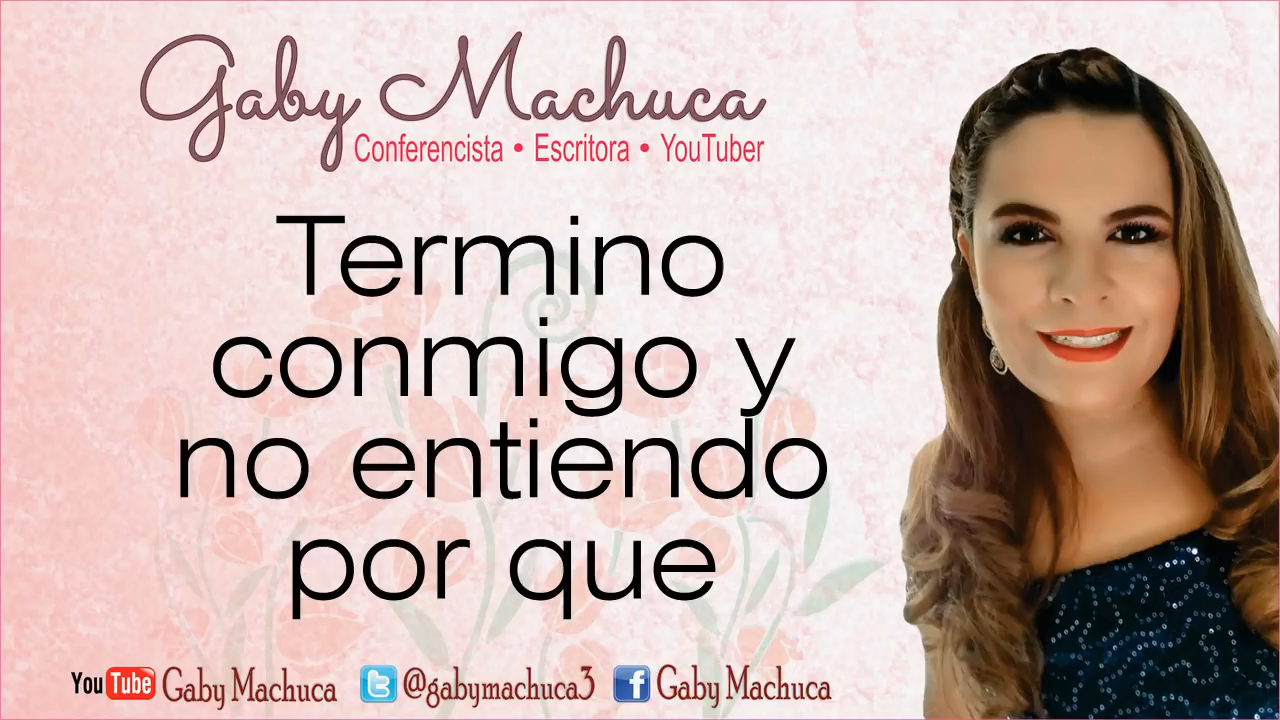 Gaby Machuca
Conferencista • Escritora • YouTuber
Termino
conmigo y
no entiendo
por que
YouTube Gaby Machuca @gabymachuca3 f Gaby Machuca